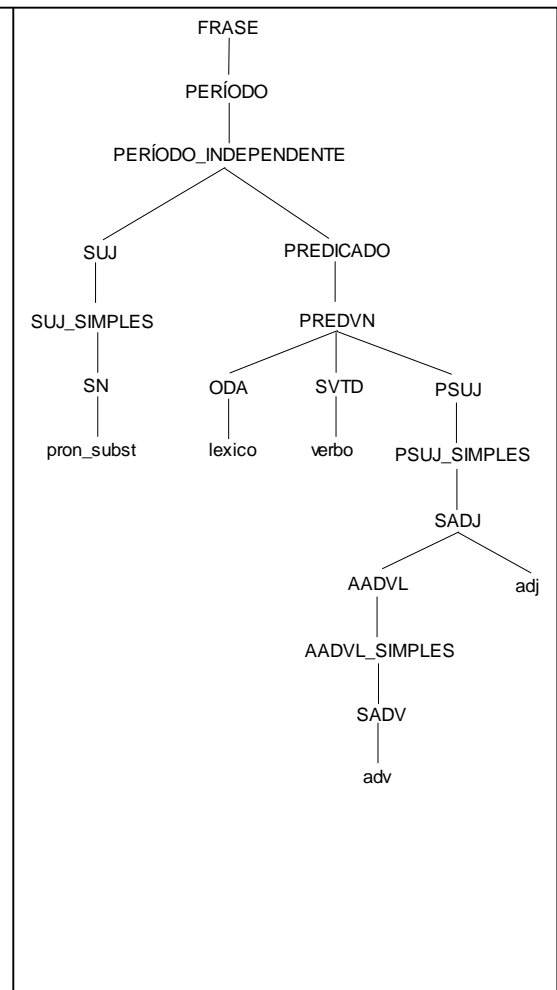 FRASE
PERÍODO
PERÍODO_INDEPENDENTE
SUJ PREDICADO
SUJ_SIMPLES PREDVN
SN ODA SVTD PSUJ
pron_subst lexico verbo PSUJ_SIMPLES
SADJ
AADVL adj
AADVL_SIMPLES
SADV
adv